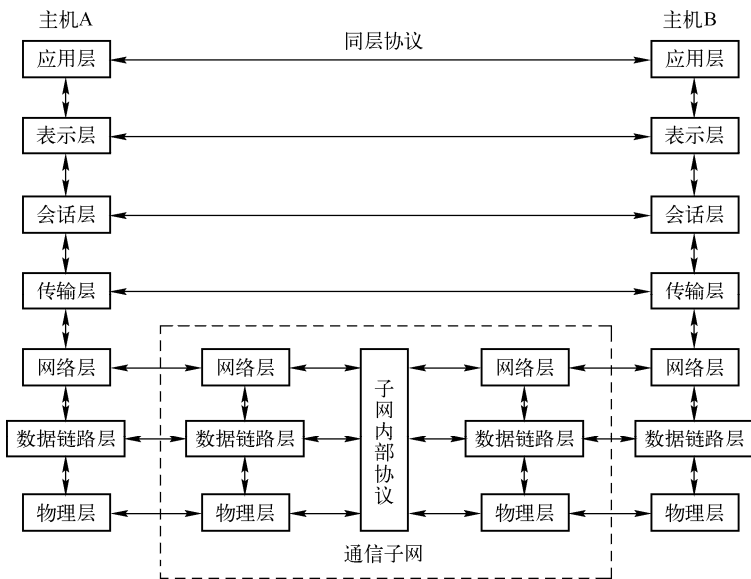 主机A
主机B
同层协议
应用层
应用层
表示层
表示层
会话层
会话层
传输层
传输层
网络层
网络层
子网内部协议
网络层
网络层
数据链路层
数据链路层
数据链路层
数据链路层
物理层
物理层
物理层
物理层
通信子网